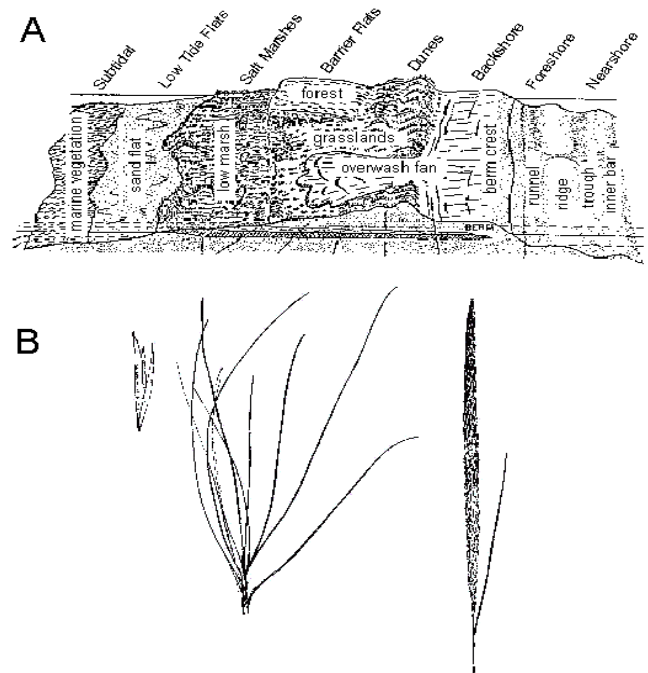 A
Subtidal
Low Tide Flats
Salt Marshes
Barrier Flats
Dunes
Backshore
Foreshore
Nearshore
marine vegetation
sand flat
low marsh
forest
grasslands
overwash fan
berm crest
runnel
ridge
trough
inner bar
BERM
B